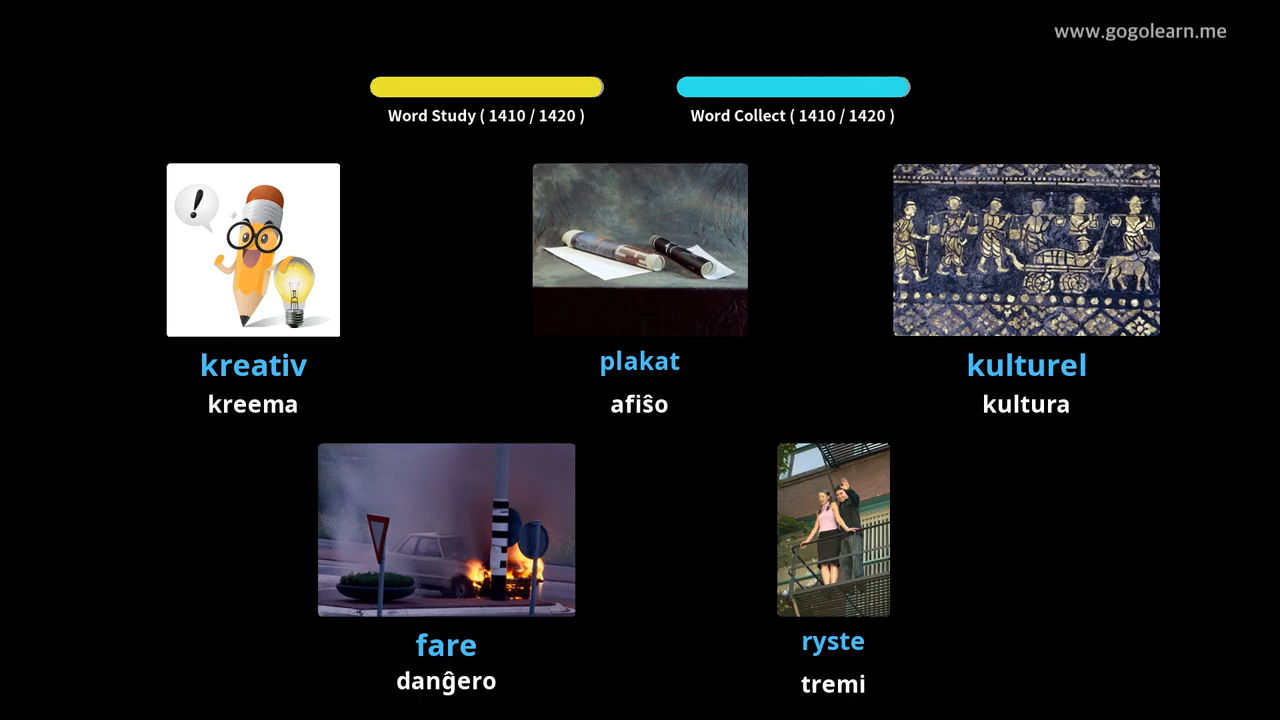 www.gogolearn.me
Word Study ( 1410 / 1420 )
Word Collect ( 1410 / 1420 )
!
kreativ
kreema
plakat
afiŝo
kulturel
kultura
fare
danĝero
ryste
tremi